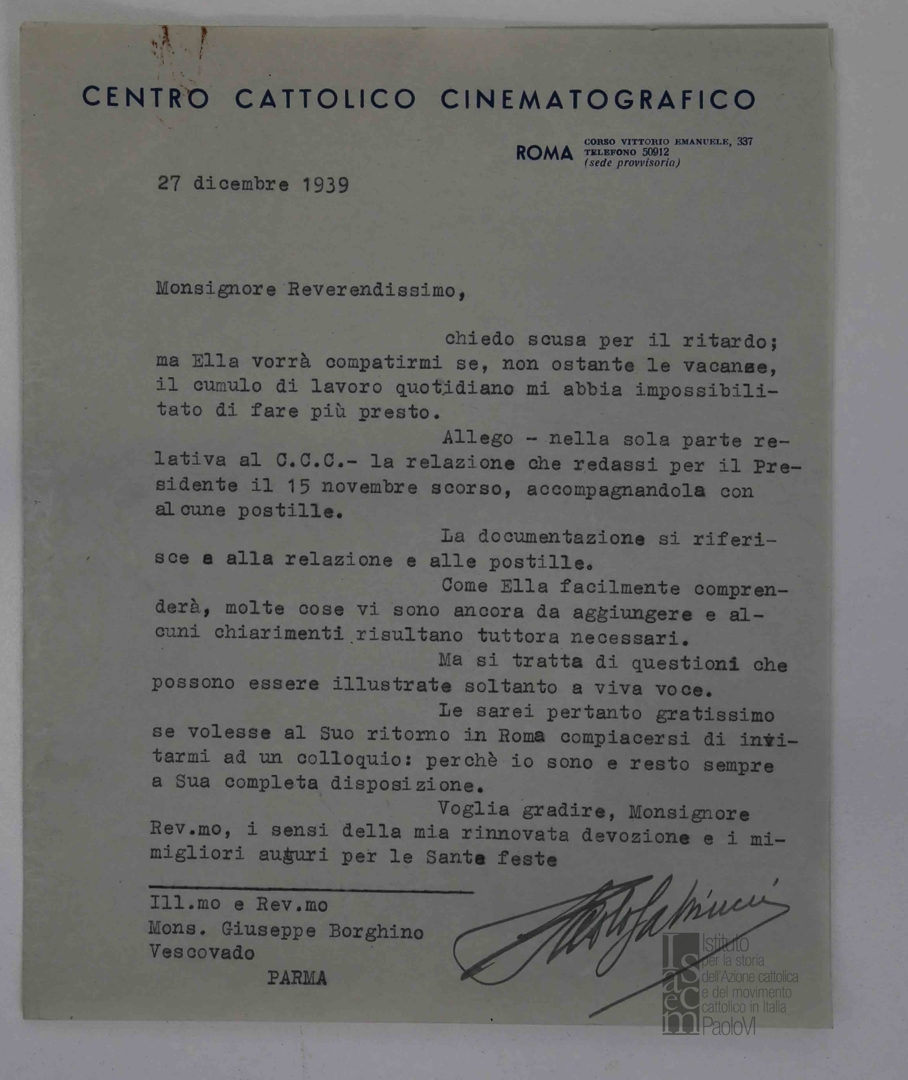 CENTRO CATTOLICO CINEMATOGRAFICO
ROMA
CORSO VITTORIO EMANUELE, 337
TELEFONO 50912
(sede provvisoria)
27 dicembre 1939
Monsignore Reverendissimo,
chiedo scusa per il ritardo;
ma Ella vorrà compatirmi se, non ostante le vacanze,
il cumulo di lavoro quotidiano mi abbia impossibili-
tato di fare più presto.
Allego - nella sola parte re-
lativa al C.C.C.- la relazione che redassi per il Pre-
sidente il 15 novembre scorso, accompagnandola con
alcune postille.
La documentazione si riferi-
sce a alla relazione e alle postille.
Come Ella facilmente compren-
derà, molte cose vi sono ancora da aggiungere e al-
cuni chiarimenti risultano tuttora necessari.
Ma si tratta di questioni che
possono essere illustrate soltanto a viva voce.
Le sarei pertanto gratissimo
se volesse al Suo ritorno in Roma compiacersi di invi-
tarmi ad un colloquio: perchè io sono e resto sempre
a Sua completa disposizione.
Voglia gradire, Monsignore
Rev.mo, i sensi della mia rinnovata devozione e i mi-
migliori auguri per le Sante feste
Ill.mo e Rev.mo
Mons. Giuseppe Borghino
Vescovado
PARMA
Isacem
Istituto
per la storia
dell'Azione cattolica
e del movimento
cattolico in Italia
PaoloVI